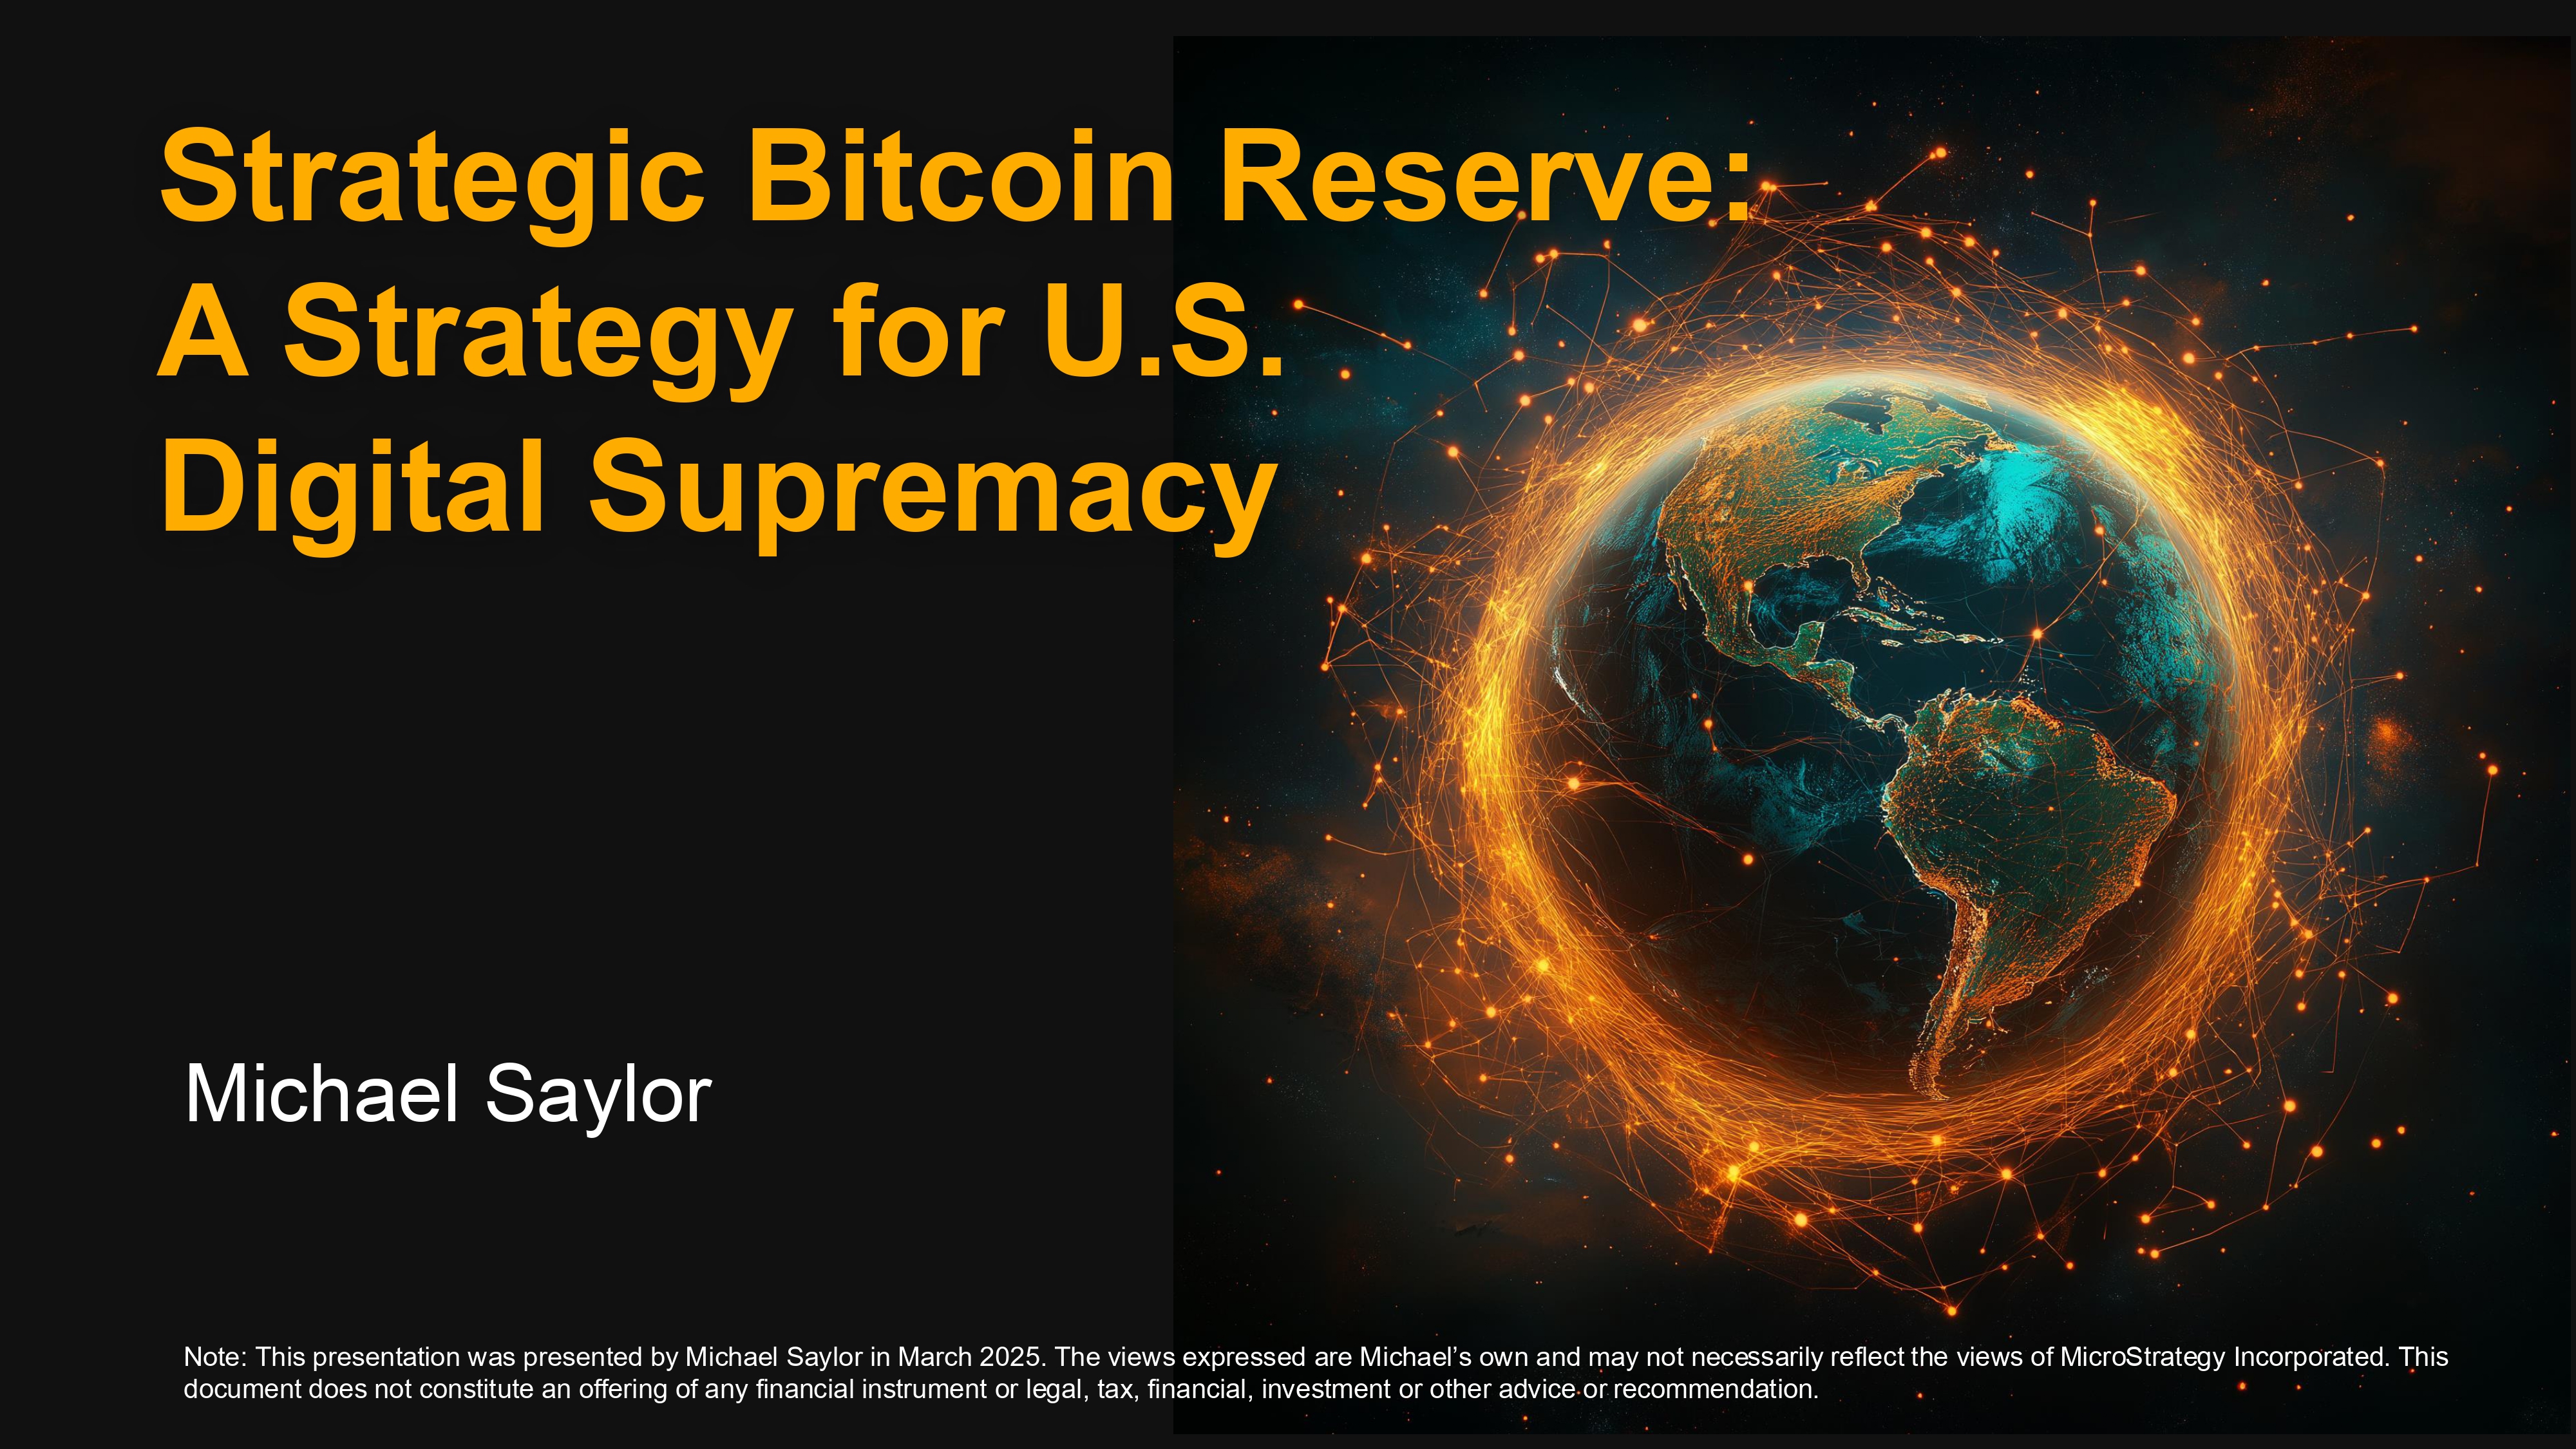 Strategic Bitcoin Reserve:
A Strategy for U.S.
Digital Supremacy
Michael Saylor
Note: This presentation was presented by Michael Saylor in March 2025. The views expressed are Michael’s own and may not necessarily reflect the views of MicroStrategy Incorporated. This
document does not constitute an offering of any financial instrument or legal, tax, financial, investment or other advice or recommendation.